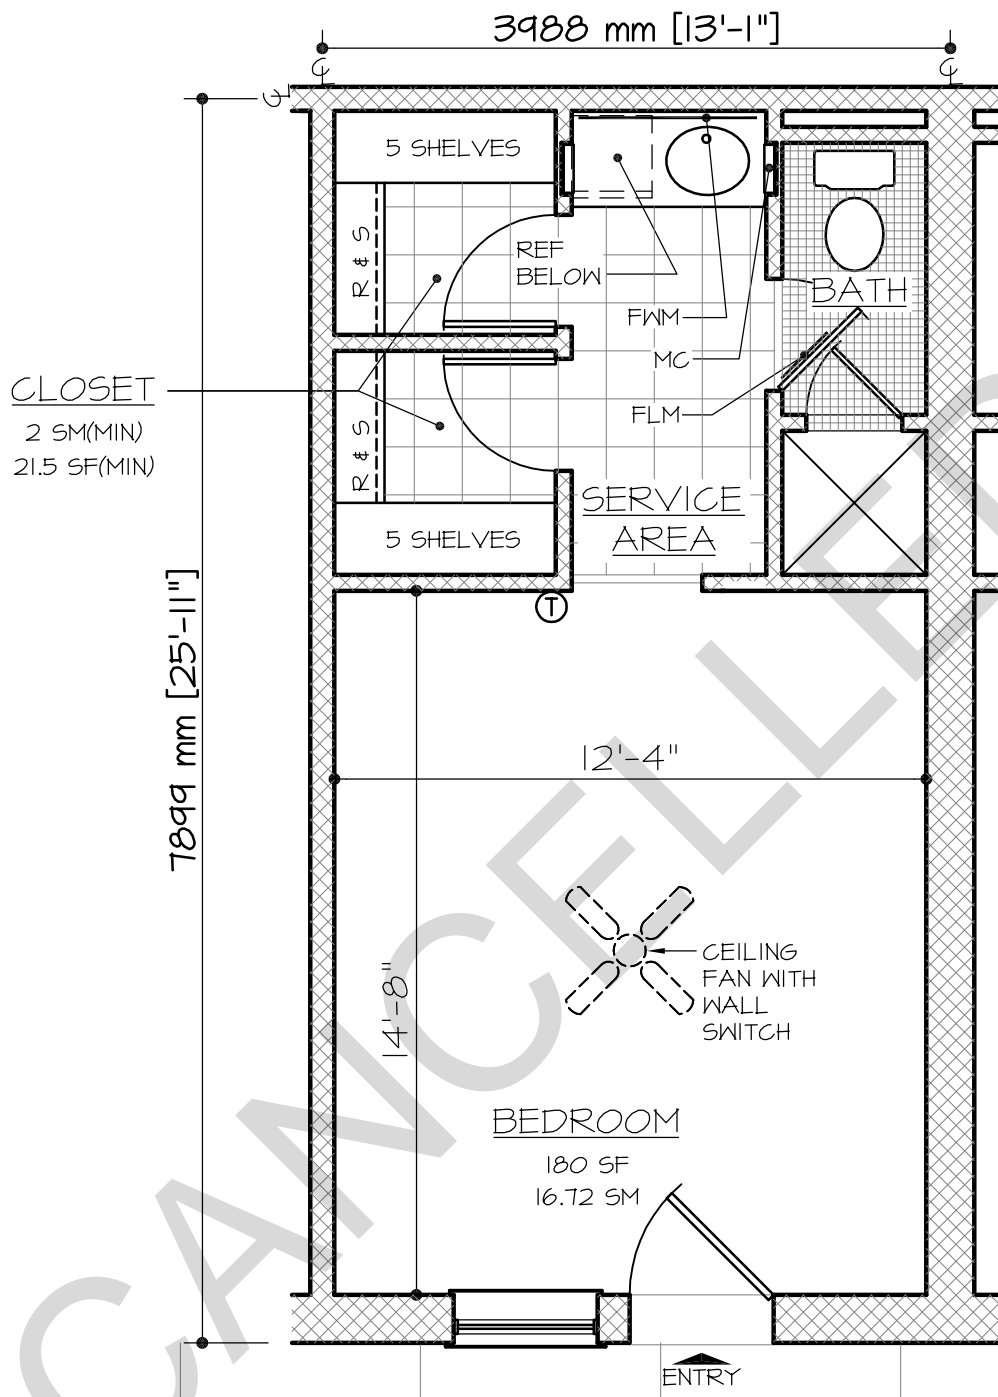 3988 mm [13'-1"]
℄
℄
℄
5 SHELVES
R & S
REF
BELOW
BATH
FWM
MC
CLOSET
2 SM(MIN)
21.5 SF(MIN)
FLM
R & S
SERVICE
AREA
5 SHELVES
T
7899 mm [25'-11"]
12'-4"
14'-8"
CEILING
FAN WITH
WALL
SWITCH
BEDROOM
180 SF
16.72 SM
ENTRY
CANCELLED